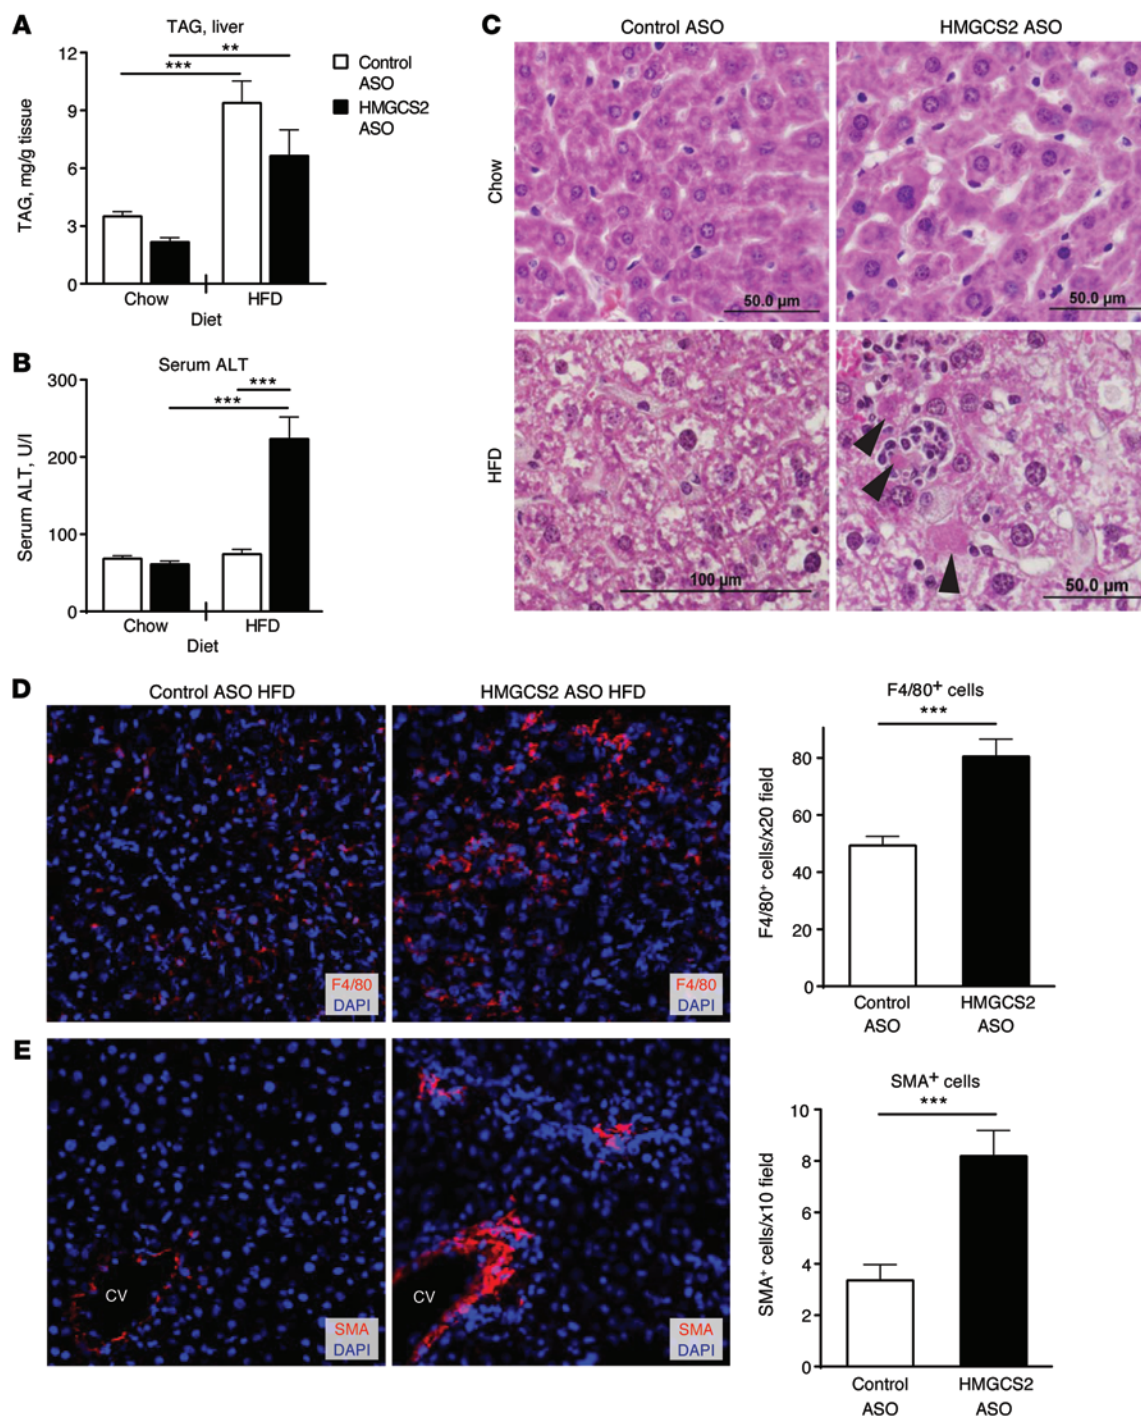 A
TAG, liver
**
***
TAG, mg/g tissue
12
9
6
3
0
Chow
HFD
Diet
Control
ASO
HMGCS2
ASO
B
Serum ALT
***
***
Serum ALT, U/l
300
200
100
0
Chow
HFD
Diet
C
Control ASO
HMGCS2 ASO
Chow
50.0 µm
50.0 µm
HFD
100 µm
50.0 µm
D
Control ASO HFD
HMGCS2 ASO HFD
F4/80
DAPI
F4/80
DAPI
F4/80+ cells
***
F4/80+ cells/x20 field
80
60
40
20
0
Control
ASO
HMGCS2
ASO
E
CV
SMA
DAPI
CV
SMA
DAPI
SMA+ cells
***
SMA+ cells/x10 field
10
8
6
4
2
0
Control
ASO
HMGCS2
ASO